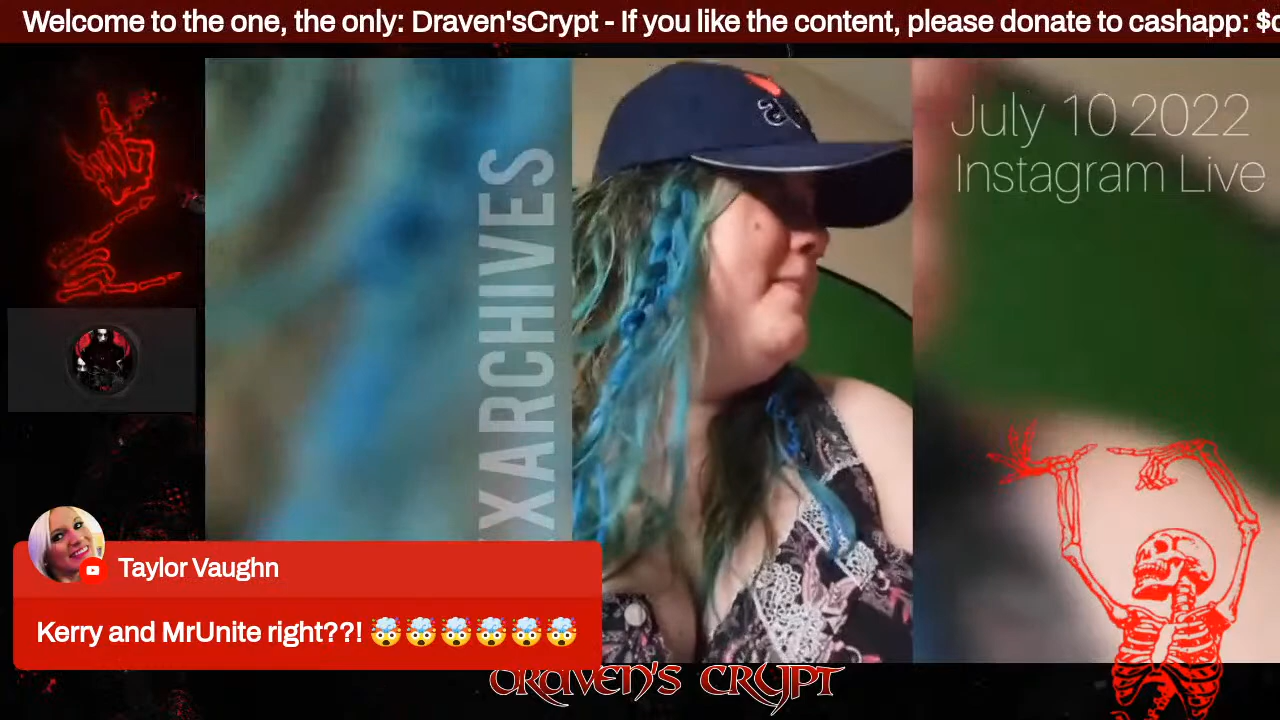 Welcome to the one, the only: Draven'sCrypt - If you like the content, please donate to cashapp:
July 10 2022
Instagram Live
XARCHIVES
Taylor Vaughn
Kerry and MrUnite right??! 🤯🤯🤯🤯🤯🤯
DRAVEN'S CRYPT